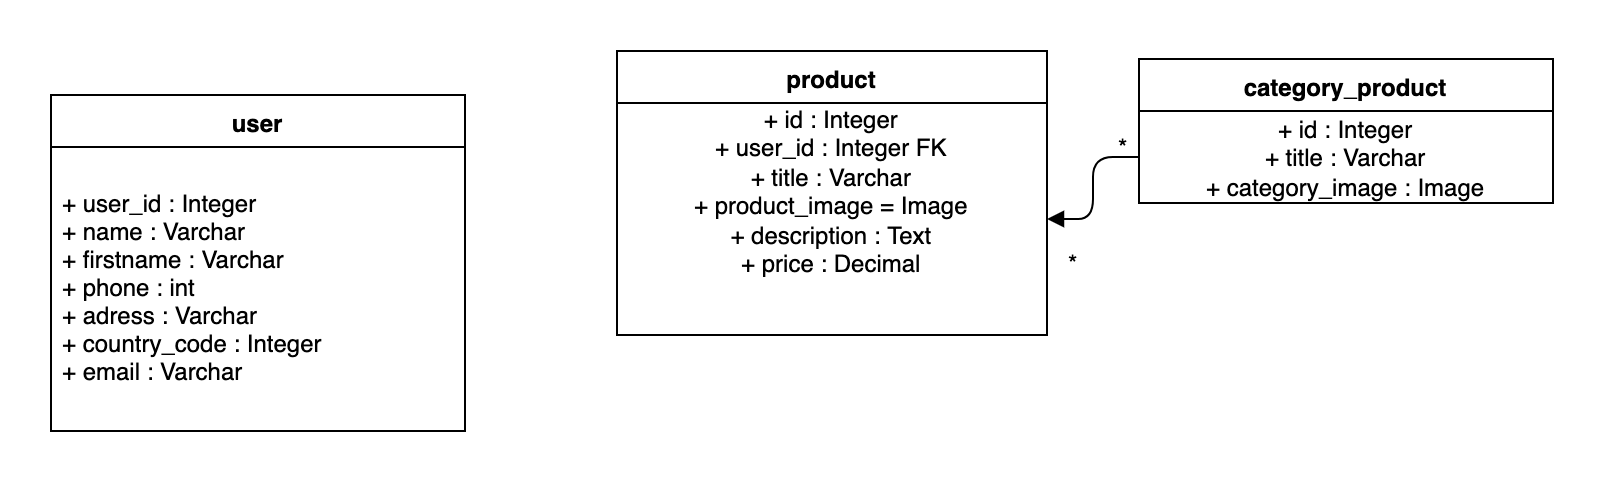 user
+ user_id : Integer
+ name : Varchar
+ firstname : Varchar
+ phone : int
+ adress : Varchar
+ country_code : Integer
+ email : Varchar
product
+ id : Integer
+ user_id : Integer FK
+ title : Varchar
+ product_image = Image
+ description : Text
+ price : Decimal
*
*
category_product
+ id : Integer
+ title : Varchar
+ category_image : Image